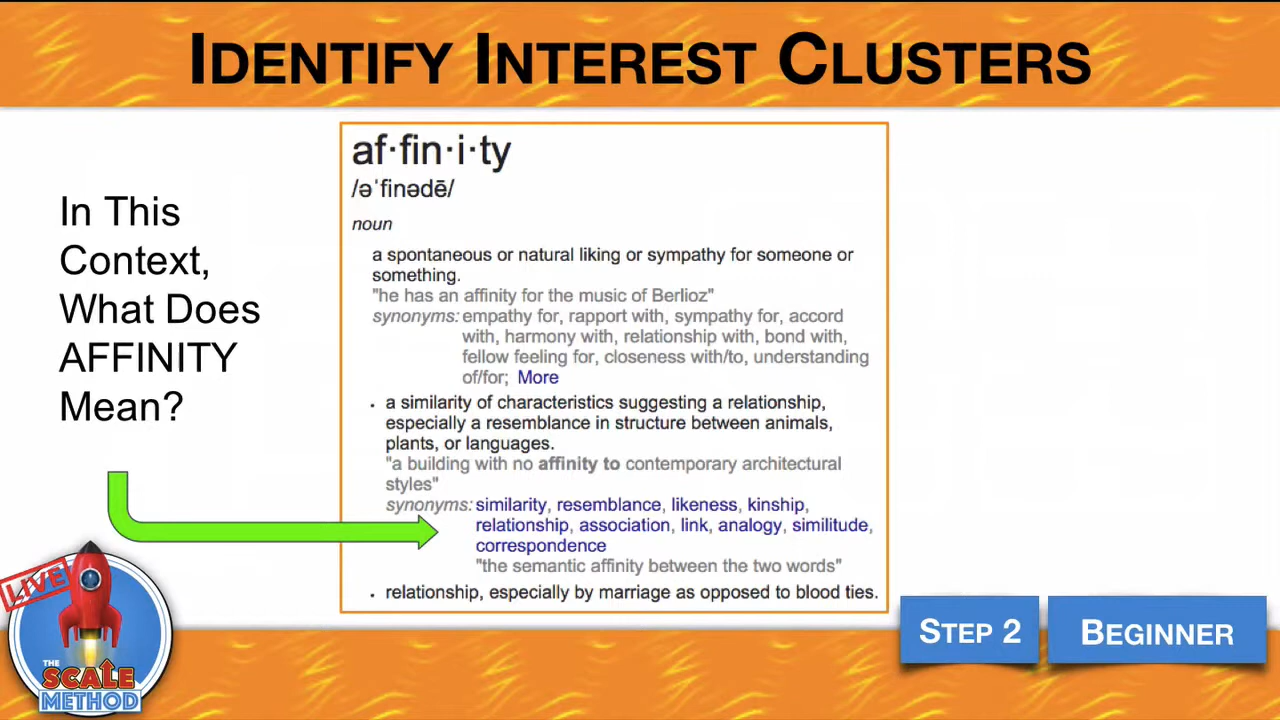 IDENTIFY INTEREST CLUSTERS
In This
Context,
What Does
AFFINITY
Mean?
af·fin·i·ty
/əˈfinədē/
noun
a spontaneous or natural liking or sympathy for someone or
something.
"he has an affinity for the music of Berlioz"
synonyms: empathy for, rapport with, sympathy for, accord
with, harmony with, relationship with, bond with,
fellow feeling for, closeness with/to, understanding
of/for; More
• a similarity of characteristics suggesting a relationship,
especially a resemblance in structure between animals,
plants, or languages.
"a building with no affinity to contemporary architectural
styles"
synonyms: similarity, resemblance, likeness, kinship,
relationship, association, link, analogy, similitude,
correspondence
"the semantic affinity between the two words"
• relationship, especially by marriage as opposed to blood ties.
LIVE
THE
SCALE
METHOD
STEP 2
BEGINNER